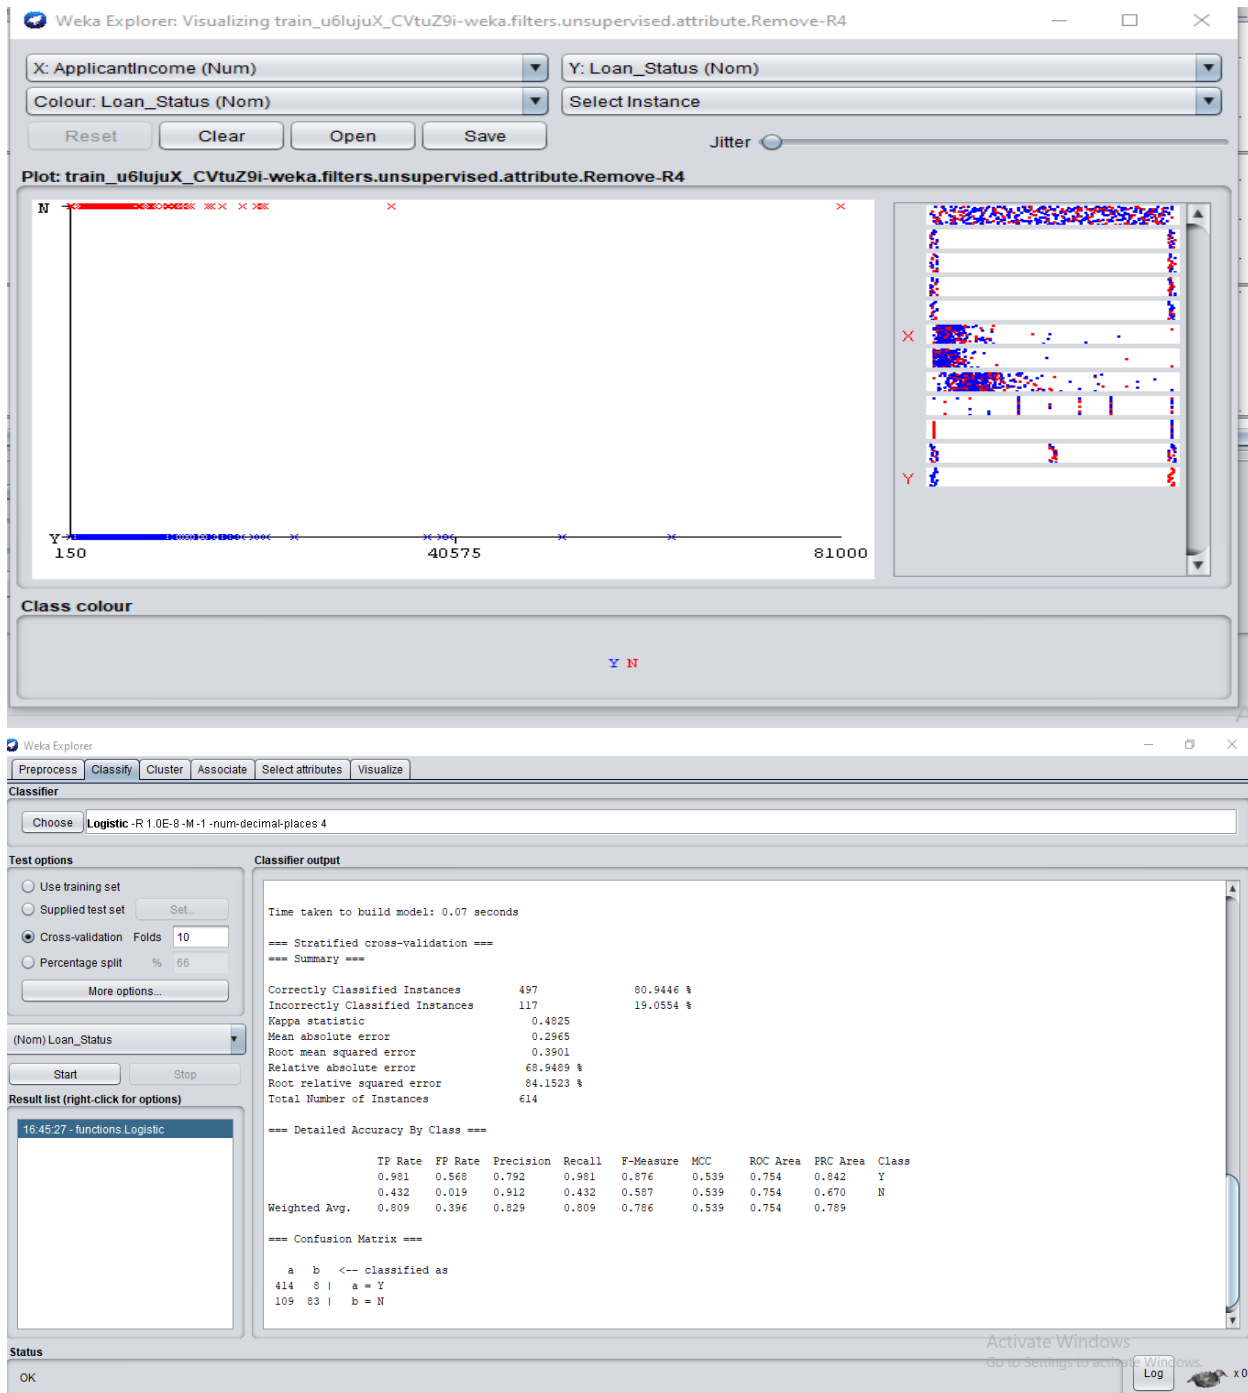 Weka Explorer: Visualizing train_u6lujuX_CVtuZ9i-weka.filters.unsupervised.attribute.Remove-R4
X: ApplicantIncome (Num) Y: Loan_Status (Nom)
Colour: Loan_Status (Nom) Select Instance
Reset Clear Open Save Jitter
Plot: train_u6lujuX_CVtuZ9i-weka.filters.unsupervised.attribute.Remove-R4
N
X
Y
Y
150 40575 81000
Class colour
Y N
Weka Explorer
Preprocess Classify Cluster Associate Select attributes Visualize
Classifier
Choose Logistic -R 1.0E-8 -M -1 -num-decimal-places 4
Test options
Use training set
Supplied test set Set...
Cross-validation Folds 10
Percentage split % 66
More options...
(Nom) Loan_Status
Start Stop
Result list (right-click for options)
16:45:27 - functions.Logistic
Classifier output
Time taken to build model: 0.07 seconds
=== Stratified cross-validation ===
=== Summary ===
Correctly Classified Instances 497 80.9446 %
Incorrectly Classified Instances 117 19.0554 %
Kappa statistic 0.4825
Mean absolute error 0.2965
Root mean squared error 0.3901
Relative absolute error 68.9489 %
Root relative squared error 84.1523 %
Total Number of Instances 614
=== Detailed Accuracy By Class ===
TP Rate FP Rate Precision Recall F-Measure MCC ROC Area PRC Area Class
0.981 0.568 0.792 0.981 0.876 0.539 0.754 0.842 Y
0.432 0.019 0.912 0.432 0.587 0.539 0.754 0.670 N
Weighted Avg. 0.809 0.396 0.829 0.809 0.786 0.539 0.754 0.789
=== Confusion Matrix ===
a b <-- classified as
414 8 | a = Y
109 83 | b = N
Activate Windows
Go to Settings to activate Windows.
Status
OK
Log x 0